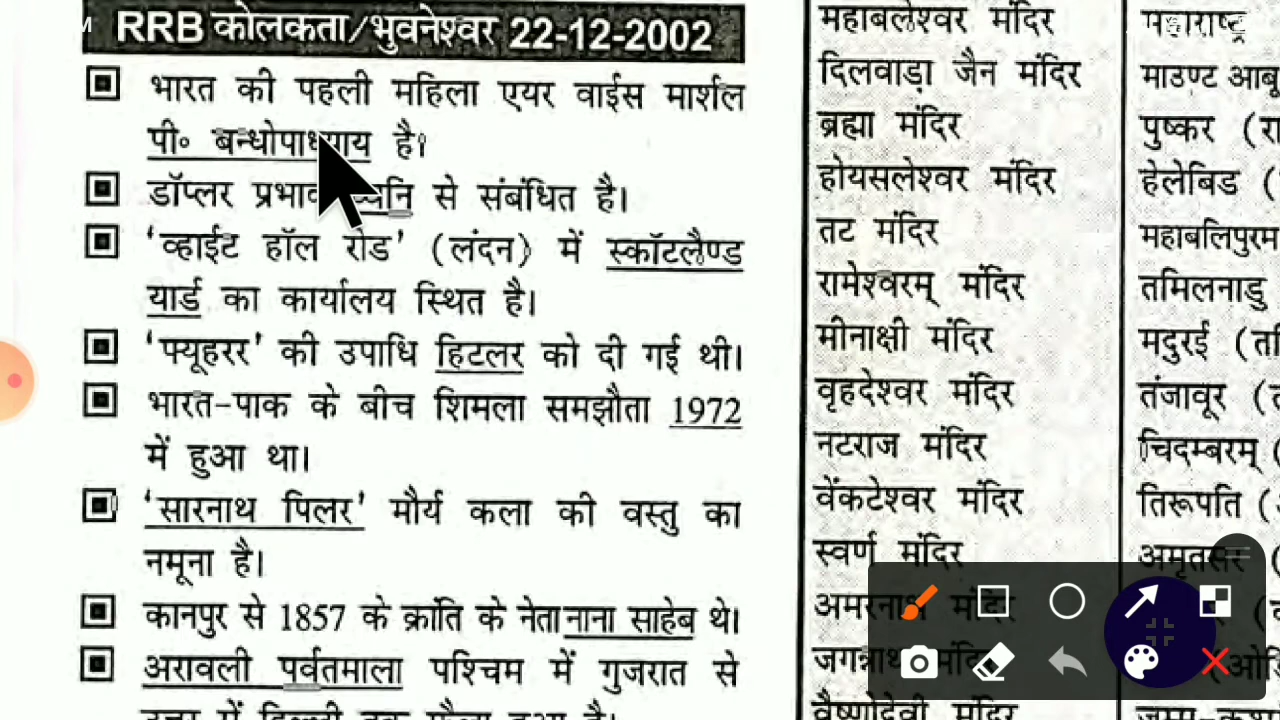 RRB कोलकता/भुवनेश्वर 22-12-2002
भारत की पहली महिला एयर वाईस मार्शल
पी॰ बन्धोपाध्याय है।
डॉप्लर से संबंधित है।
'व्हाईट हॉल रोड' (लंदन) में स्कॉटलैण्ड
यार्ड का कार्यालय स्थित है।
'फ्यूहरर' की उपाधि हिटलर को दी गई थी।
भारत-पाक के बीच शिमला समझौता 1972
में हुआ था।
'सारनाथ पिलर' मौर्य कला की वस्तु का
नमूना है।
कानपुर से 1857 के क्रांति के नेता नाना साहेब थे।
अरावली पर्वतमाला पश्चिम में गुजरात से
महाबलेश्वर मंदिर महाराष्ट्र
दिलवाड़ा जैन मंदिर माउण्ट आबू
ब्रह्मा मंदिर पुष्कर
होयसलेश्वर मंदिर हेलेबिड
तट मंदिर महाबलिपुरम
रामेश्वरम् मंदिर तमिलनाडु
मीनाक्षी मंदिर मदुरई
वृहदेश्वर मंदिर तंजावूर
नटराज मंदिर चिदम्बरम्
वेंकटेश्वर मंदिर तिरूपति
स्वर्ण मंदिर अमृतसर
वैष्णोदेवी मंदिर